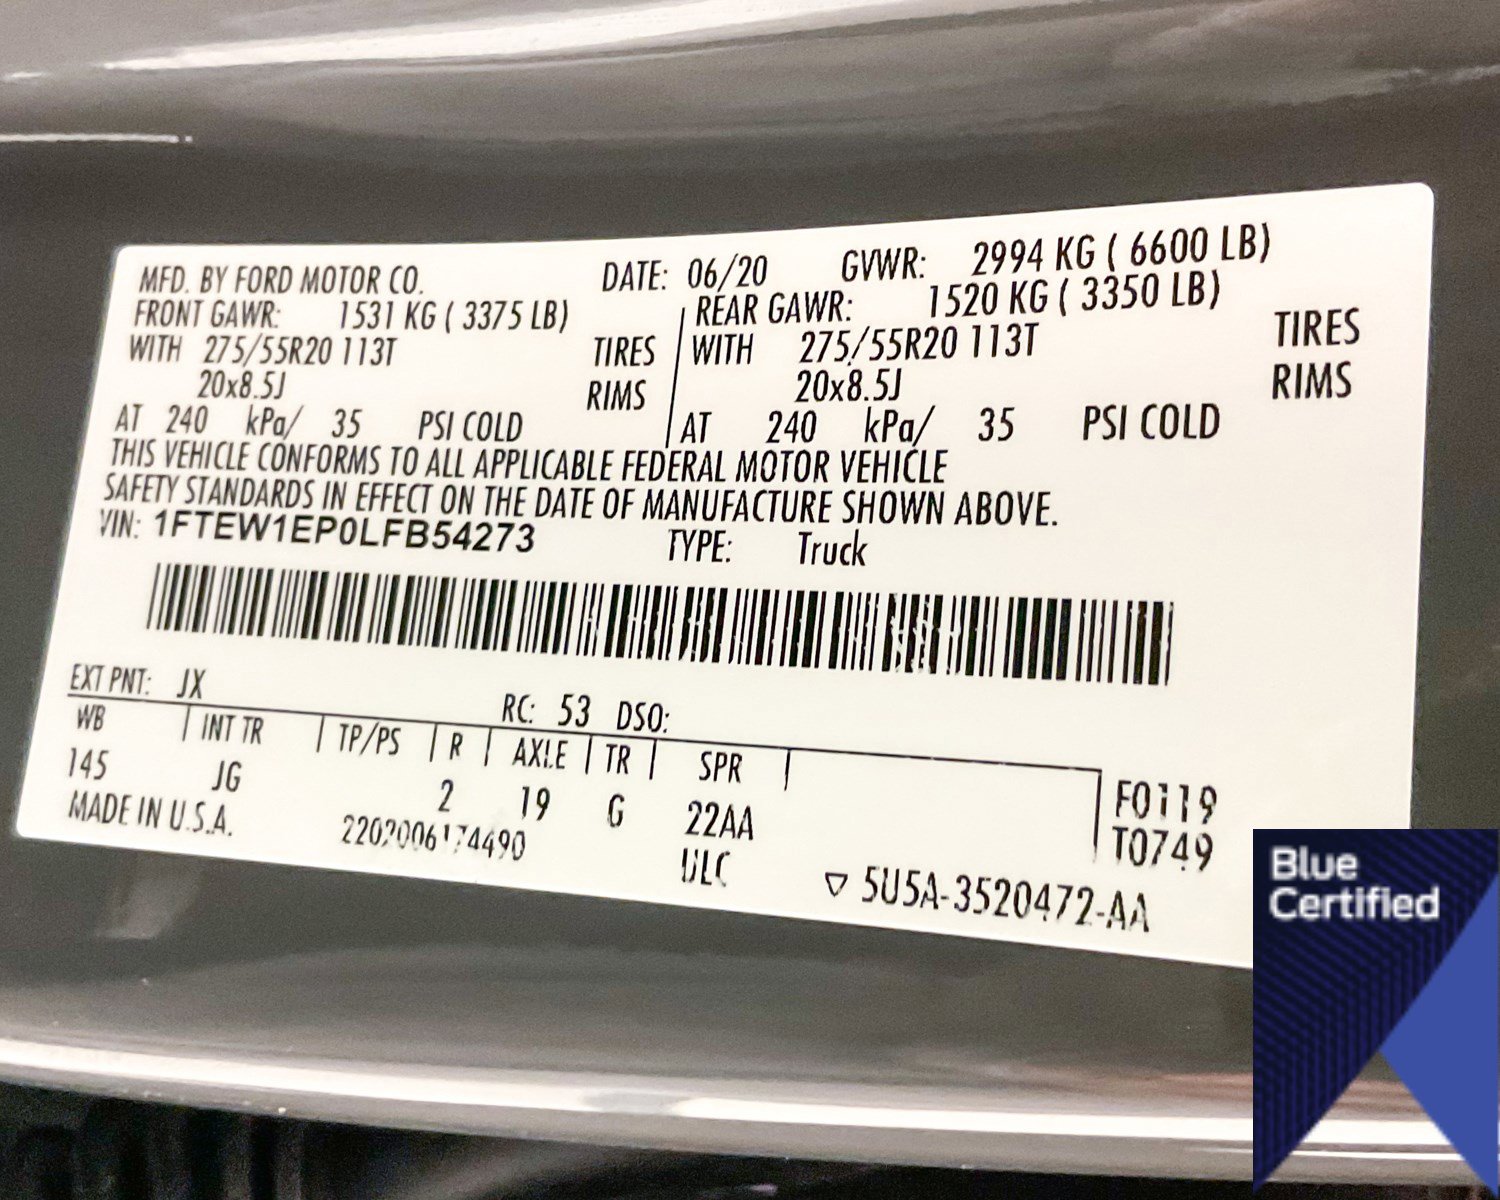 MFD. BY FORD MOTOR CO. DATE: 06/20 GVWR: 2994 KG ( 6600 LB)
FRONT GAWR: 1531 KG ( 3375 LB) REAR GAWR: 1520 KG ( 3350 LB)
WITH 275/55R20 113T TIRES WITH 275/55R20 113T TIRES
20x8.5J RIMS 20x8.5J RIMS
AT 240 kPa/ 35 PSI COLD AT 240 kPa/ 35 PSI COLD
THIS VEHICLE CONFORMS TO ALL APPLICABLE FEDERAL MOTOR VEHICLE
SAFETY STANDARDS IN EFFECT ON THE DATE OF MANUFACTURE SHOWN ABOVE.
VIN: 1FTEW1EP0LFB54273 TYPE: Truck
EXT PNT: JX RC: 53 DSO:
WB INT TR TP/PS R AXLE TR SPR
145 JG 2 19 G 22AA F0119
MADE IN U.S.A. ULC T0749
▽ 5U5A-3520472-AA
Blue
Certified